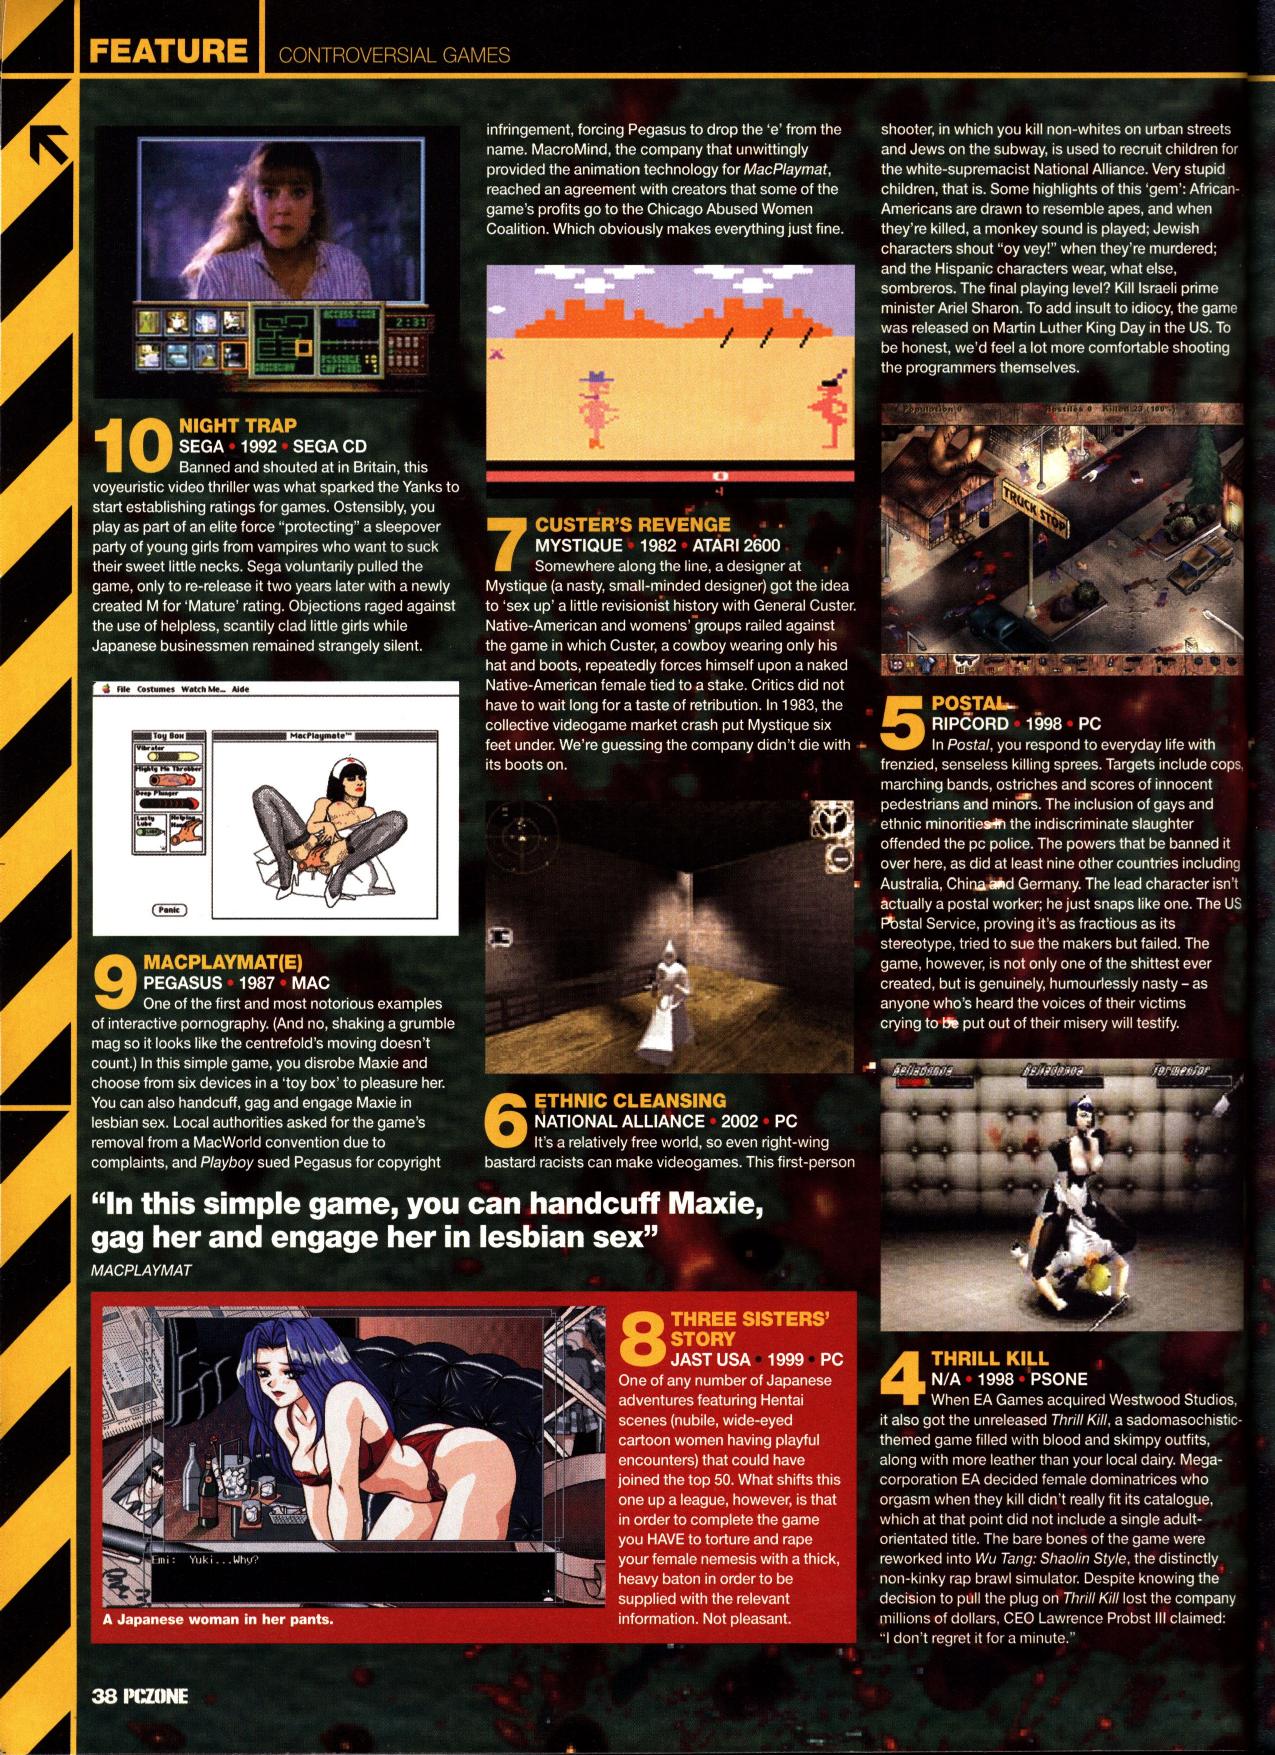 FEATURE
CONTROVERSIAL GAMES
ACCESS CODE
2:31
POSSIBLE
CAPTURED
10 NIGHT TRAP
SEGA • 1992 • SEGA CD
Banned and shouted at in Britain, this
voyeuristic video thriller was what sparked the Yanks to
start establishing ratings for games. Ostensibly, you
play as part of an elite force “protecting” a sleepover
party of young girls from vampires who want to suck
their sweet little necks. Sega voluntarily pulled the
game, only to re-release it two years later with a newly
created M for ‘Mature’ rating. Objections raged against
the use of helpless, scantily clad little girls while
Japanese businessmen remained strangely silent.
File Costumes Watch Me... Aide
Toy Box
MacPlaymate™
Vibrator
Deep Plunger
Lusty
Lube
Helping
Hand
Panic
9 MACPLAYMAT(E)
PEGASUS • 1987 • MAC
One of the first and most notorious examples
of interactive pornography. (And no, shaking a grumble
mag so it looks like the centrefold’s moving doesn’t
count.) In this simple game, you disrobe Maxie and
choose from six devices in a ‘toy box’ to pleasure her.
You can also handcuff, gag and engage Maxie in
lesbian sex. Local authorities asked for the game’s
removal from a MacWorld convention due to
complaints, and Playboy sued Pegasus for copyright
infringement, forcing Pegasus to drop the ‘e’ from the
name. MacroMind, the company that unwittingly
provided the animation technology for MacPlaymat,
reached an agreement with creators that some of the
game’s profits go to the Chicago Abused Women
Coalition. Which obviously makes everything just fine.
7 CUSTER’S REVENGE
MYSTIQUE • 1982 • ATARI 2600
Somewhere along the line, a designer at
Mystique (a nasty, small-minded designer) got the idea
to ‘sex up’ a little revisionist history with General Custer.
Native-American and womens’ groups railed against
the game in which Custer, a cowboy wearing only his
hat and boots, repeatedly forces himself upon a naked
Native-American female tied to a stake. Critics did not
have to wait long for a taste of retribution. In 1983, the
collective videogame market crash put Mystique six
feet under. We’re guessing the company didn’t die with
its boots on.
6 ETHNIC CLEANSING
NATIONAL ALLIANCE • 2002 • PC
It’s a relatively free world, so even right-wing
bastard racists can make videogames. This first-person
shooter, in which you kill non-whites on urban streets
and Jews on the subway, is used to recruit children for
the white-supremacist National Alliance. Very stupid
children, that is. Some highlights of this ‘gem’: African-
Americans are drawn to resemble apes, and when
they’re killed, a monkey sound is played; Jewish
characters shout “oy vey!” when they’re murdered;
and the Hispanic characters wear, what else,
sombreros. The final playing level? Kill Israeli prime
minister Ariel Sharon. To add insult to idiocy, the game
was released on Martin Luther King Day in the US. To
be honest, we’d feel a lot more comfortable shooting
the programmers themselves.
Population 0 Hostiles 0 Killed 23 (100%)
TRUCK STOP
5 POSTAL
RIPCORD • 1998 • PC
In Postal, you respond to everyday life with
frenzied, senseless killing sprees. Targets include cops,
marching bands, ostriches and scores of innocent
pedestrians and minors. The inclusion of gays and
ethnic minorities in the indiscriminate slaughter
offended the pc police. The powers that be banned it
over here, as did at least nine other countries including
Australia, China and Germany. The lead character isn’t
actually a postal worker; he just snaps like one. The US
Postal Service, proving it’s as fractious as its
stereotype, tried to sue the makers but failed. The
game, however, is not only one of the shittest ever
created, but is genuinely, humourlessly nasty – as
anyone who’s heard the voices of their victims
crying to be put out of their misery will testify.
belladonna belladonna tormentor
4 THRILL KILL
N/A • 1998 • PSONE
When EA Games acquired Westwood Studios,
it also got the unreleased Thrill Kill, a sadomasochistic-
themed game filled with blood and skimpy outfits,
along with more leather than your local dairy. Mega-
corporation EA decided female dominatrices who
orgasm when they kill didn’t really fit its catalogue,
which at that point did not include a single adult-
orientated title. The bare bones of the game were
reworked into Wu Tang: Shaolin Style, the distinctly
non-kinky rap brawl simulator. Despite knowing the
decision to pull the plug on Thrill Kill lost the company
millions of dollars, CEO Lawrence Probst III claimed:
“I don’t regret it for a minute.”
“In this simple game, you can handcuff Maxie,
gag her and engage her in lesbian sex”
MACPLAYMAT
Emi: Yuki...Why?
A Japanese woman in her pants.
8 THREE SISTERS’
STORY
JAST USA • 1999 • PC
One of any number of Japanese
adventures featuring Hentai
scenes (nubile, wide-eyed
cartoon women having playful
encounters) that could have
joined the top 50. What shifts this
one up a league, however, is that
in order to complete the game
you HAVE to torture and rape
your female nemesis with a thick,
heavy baton in order to be
supplied with the relevant
information. Not pleasant.
38 PCZONE